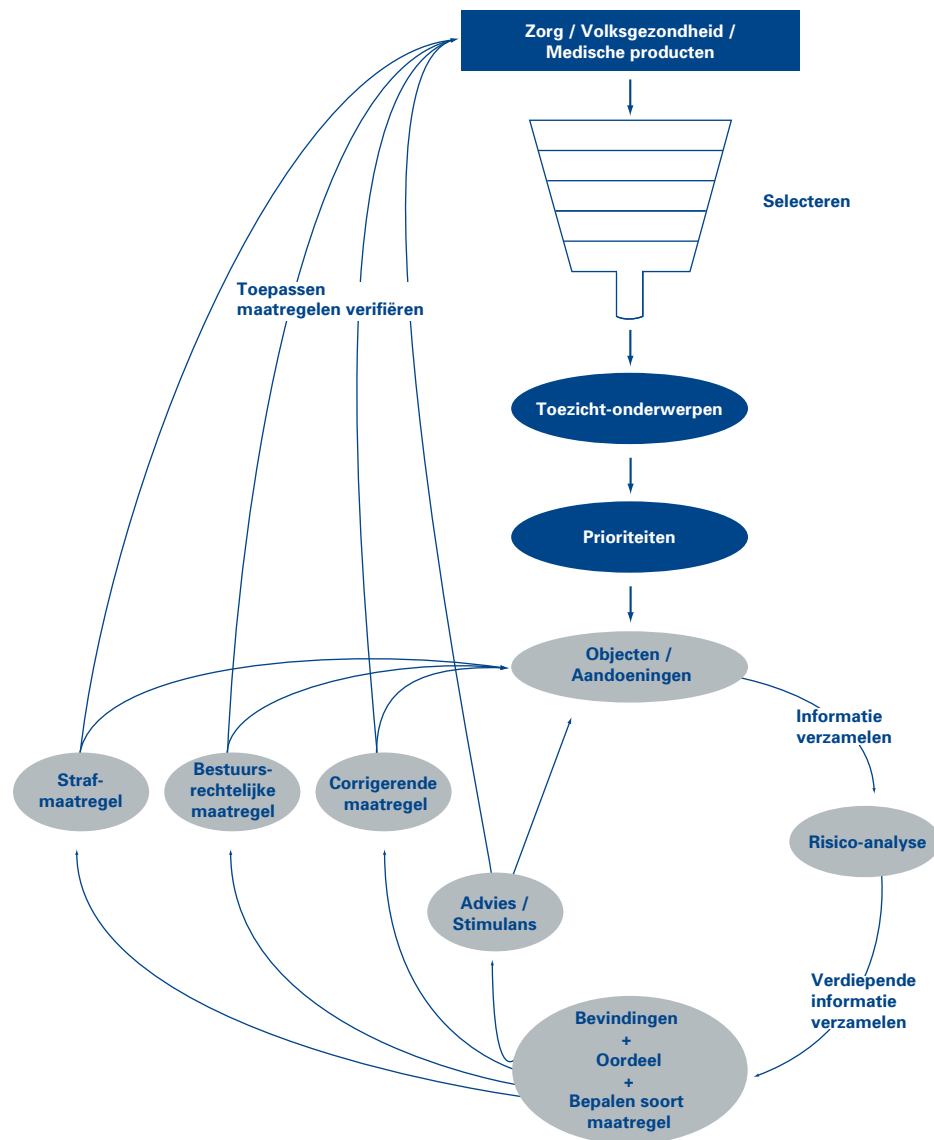 Zorg / Volksgezondheid /
Medische producten
Selecteren
Toepassen
maatregelen verifiëren
Toezicht-onderwerpen
Prioriteiten
Objecten /
Aandoeningen
Informatie
verzamelen
Straf-
maatregel
Bestuurs-
rechtelijke
maatregel
Corrigerende
maatregel
Risico-analyse
Advies /
Stimulans
Verdiepende
informatie
verzamelen
Bevindingen
+
Oordeel
+
Bepalen soort
maatregel